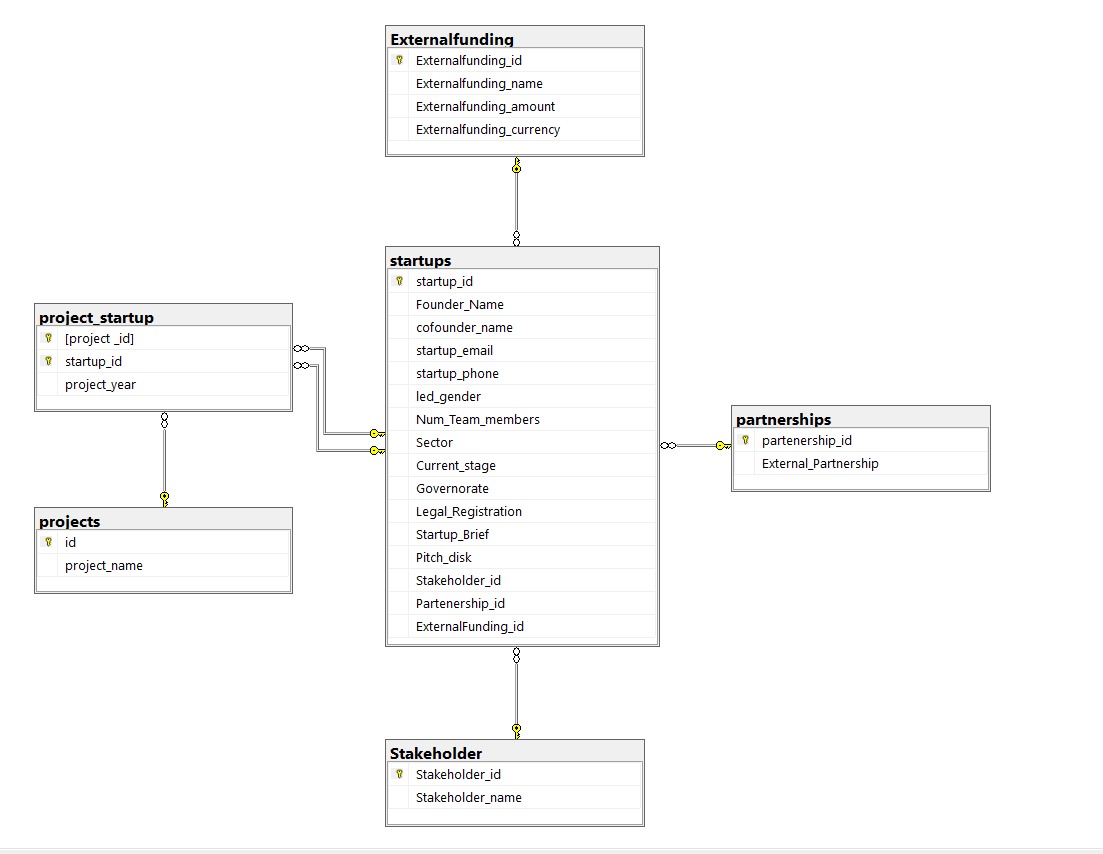 Externalfunding
Externalfunding_id
Externalfunding_name
Externalfunding_amount
Externalfunding_currency
startups
startup_id
Founder_Name
cofounder_name
startup_email
startup_phone
led_gender
Num_Team_members
Sector
Current_stage
Governorate
Legal_Registration
Startup_Brief
Pitch_disk
Stakeholder_id
Partenership_id
ExternalFunding_id
project_startup
[project _id]
startup_id
project_year
projects
id
project_name
partnerships
partenership_id
External_Partnership
Stakeholder
Stakeholder_id
Stakeholder_name